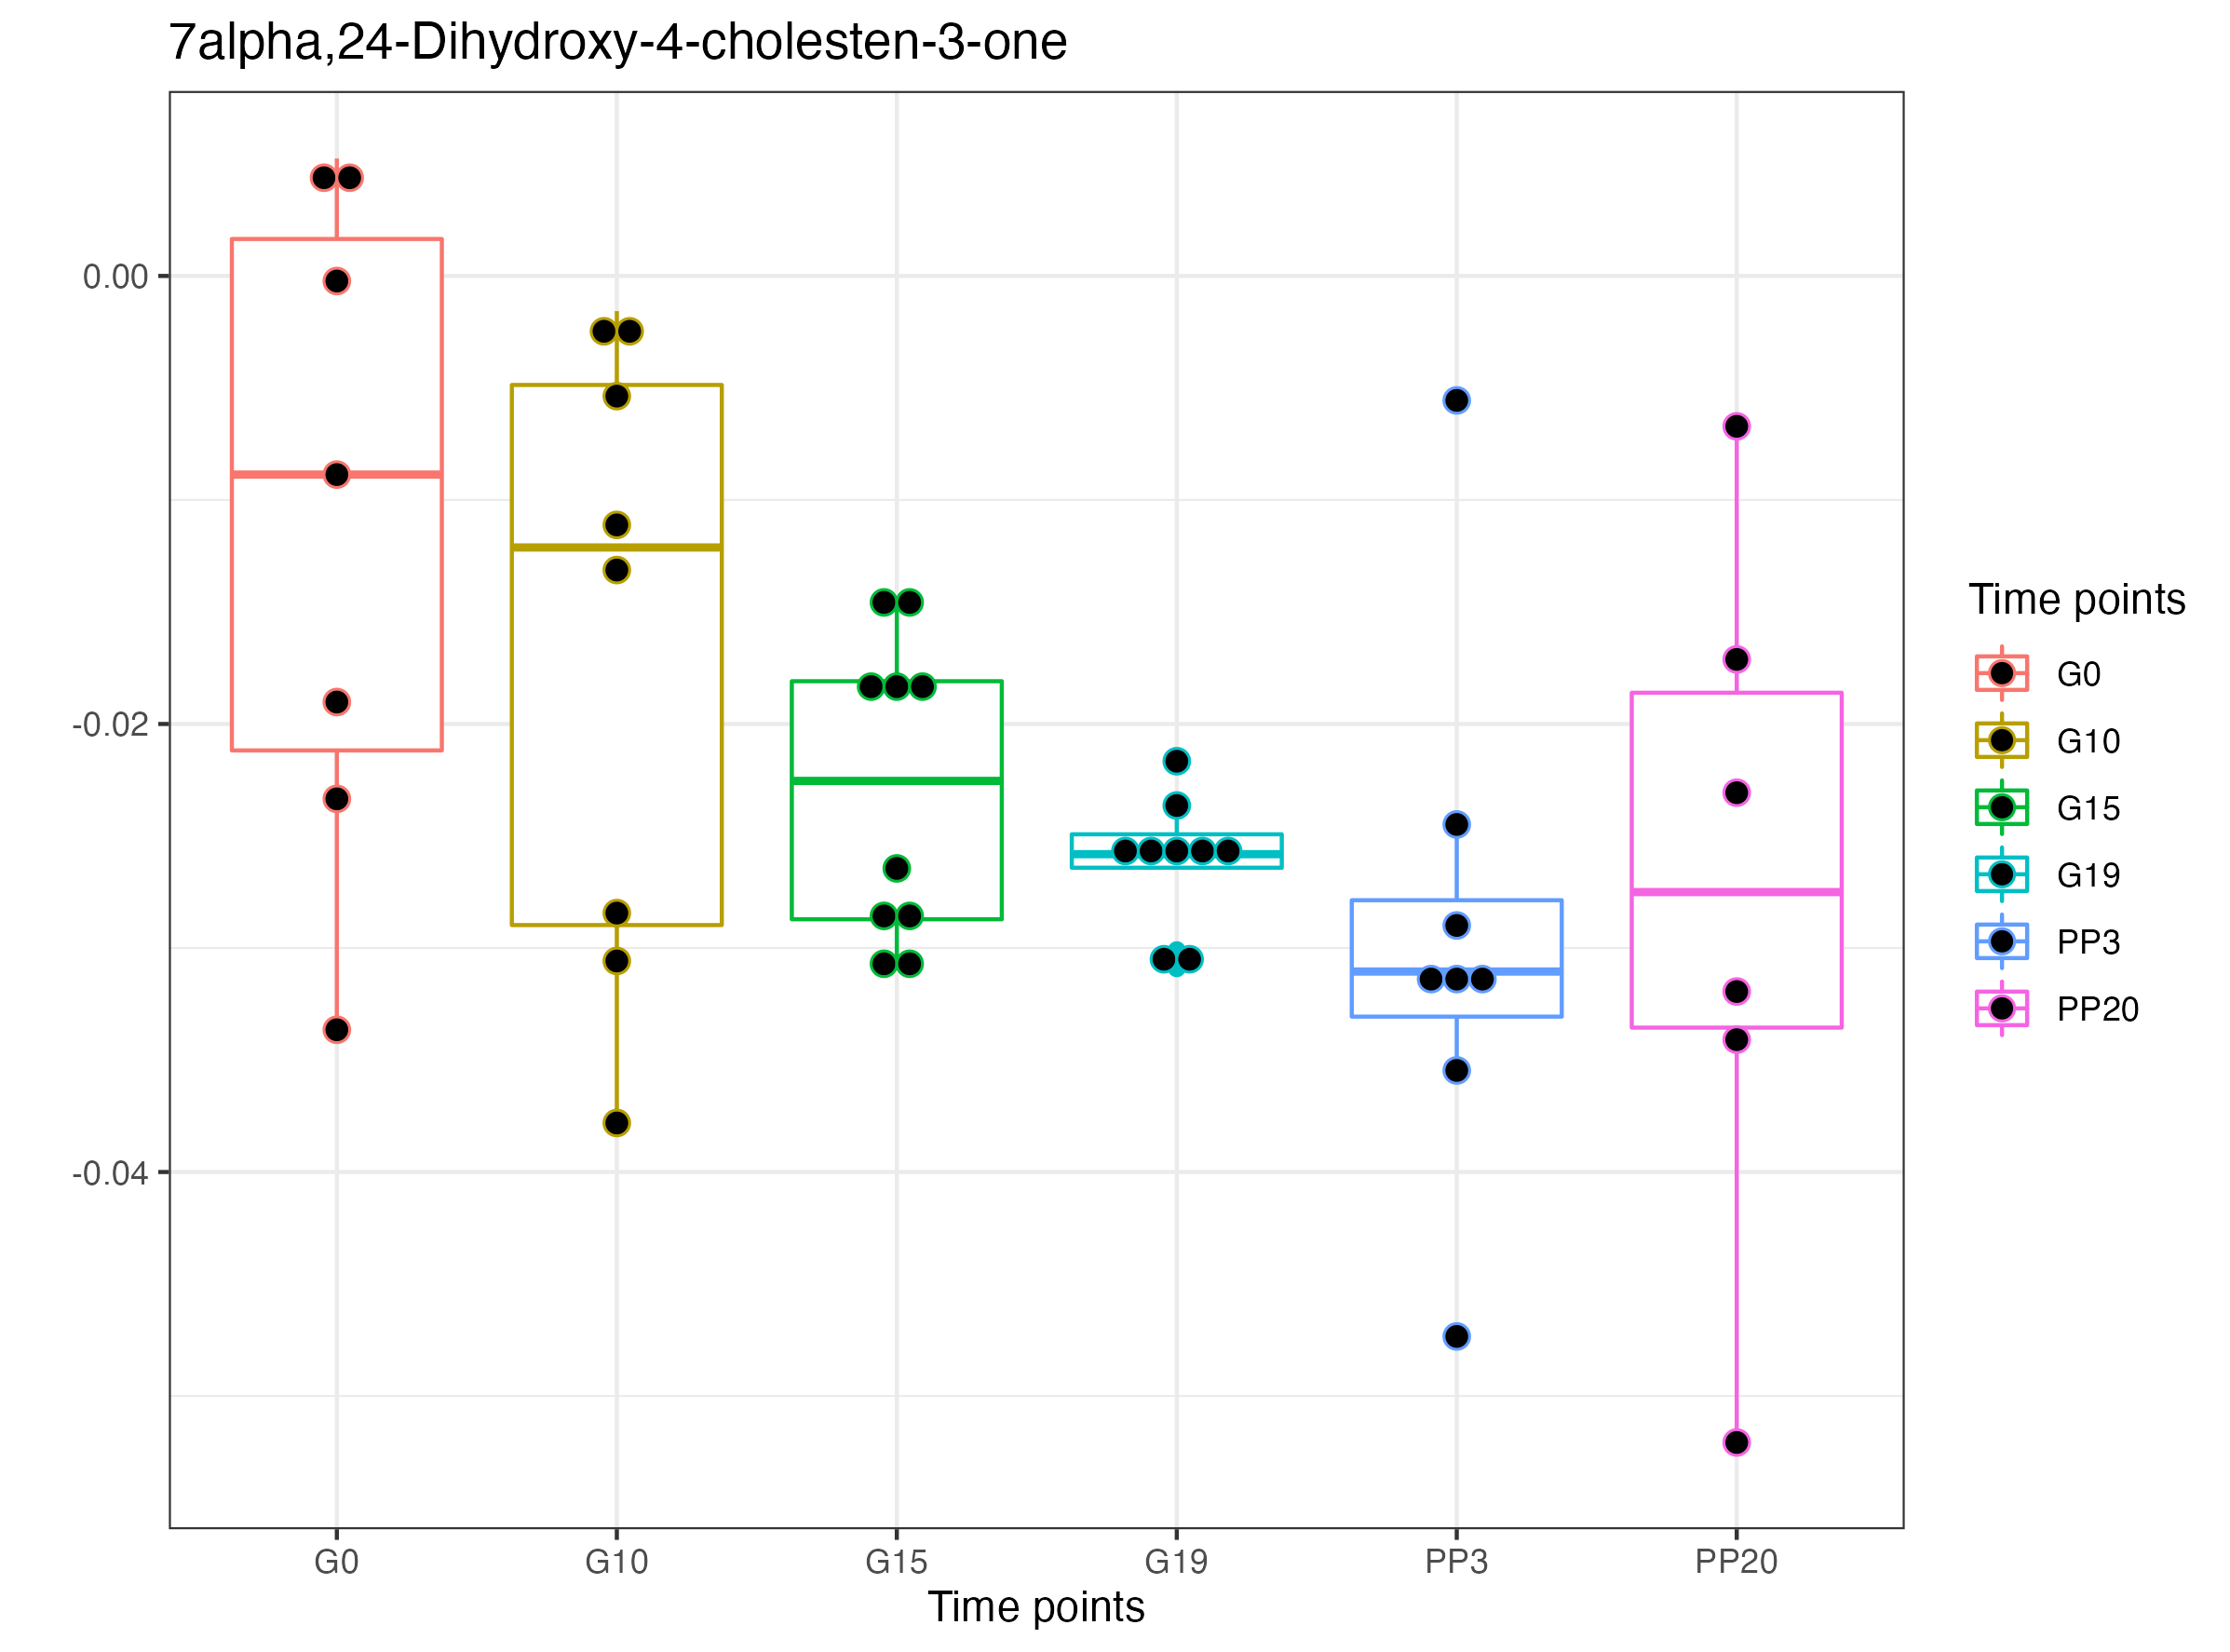 7alpha,24-Dihydroxy-4-cholesten-3-one
0.00
-0.02
-0.04
G0 G10 G15 G19 PP3 PP20
Time points
Time points
G0
G10
G15
G19
PP3
PP20